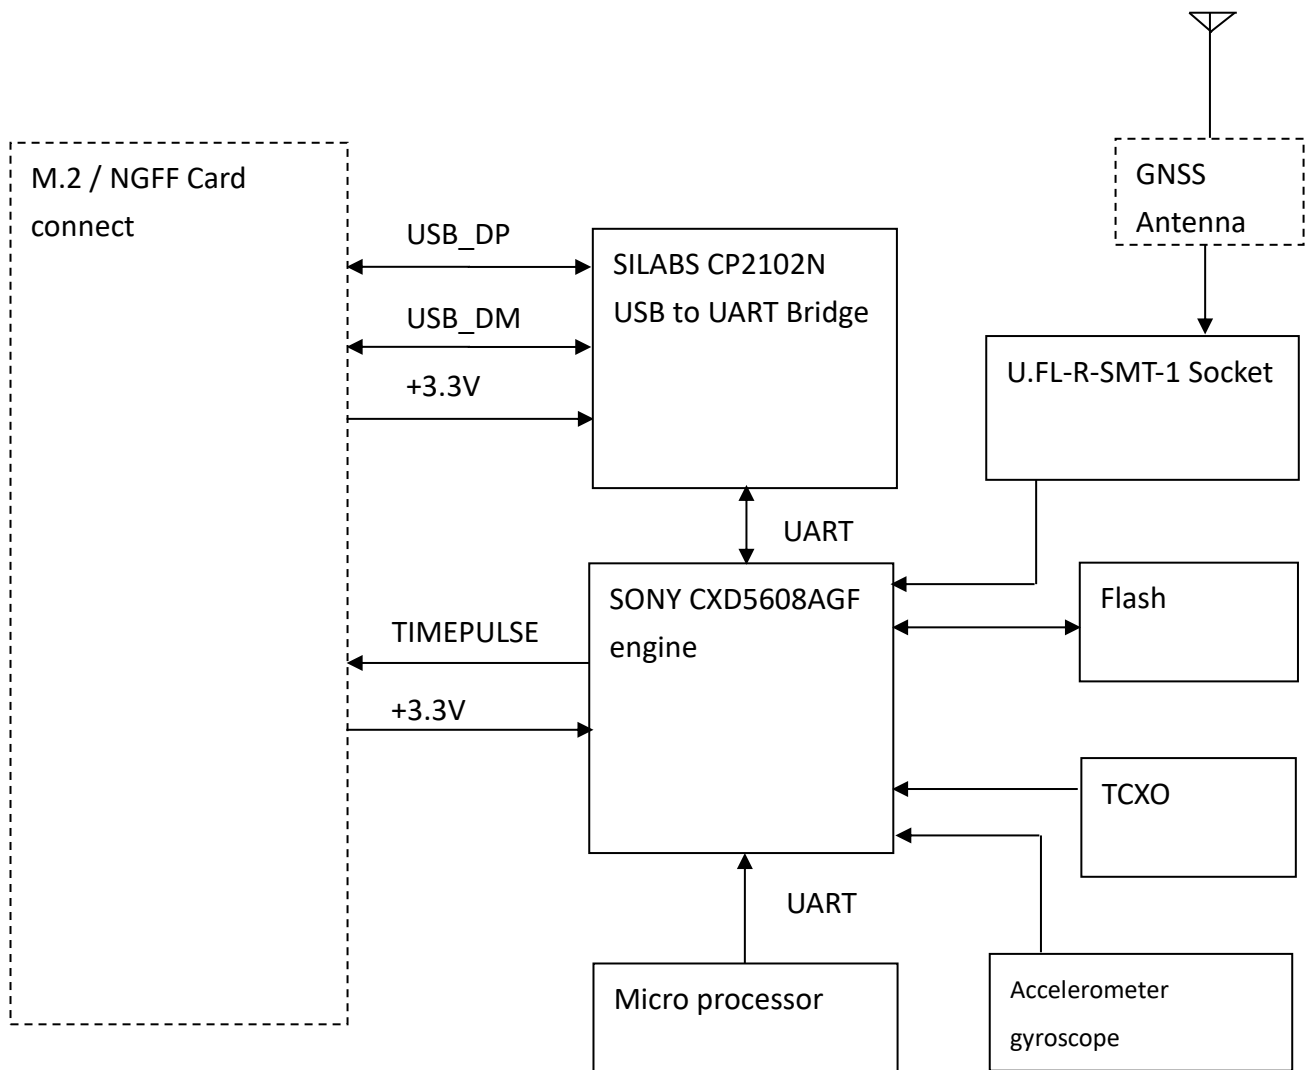 M.2 / NGFF Card
connect
USB_DP
USB_DM
+3.3V
SILABS CP2102N
USB to UART Bridge
GNSS
Antenna
U.FL-R-SMT-1 Socket
UART
SONY CXD5608AGF
engine
Flash
TIMEPULSE
+3.3V
TCXO
UART
Micro processor
Accelerometer
gyroscope